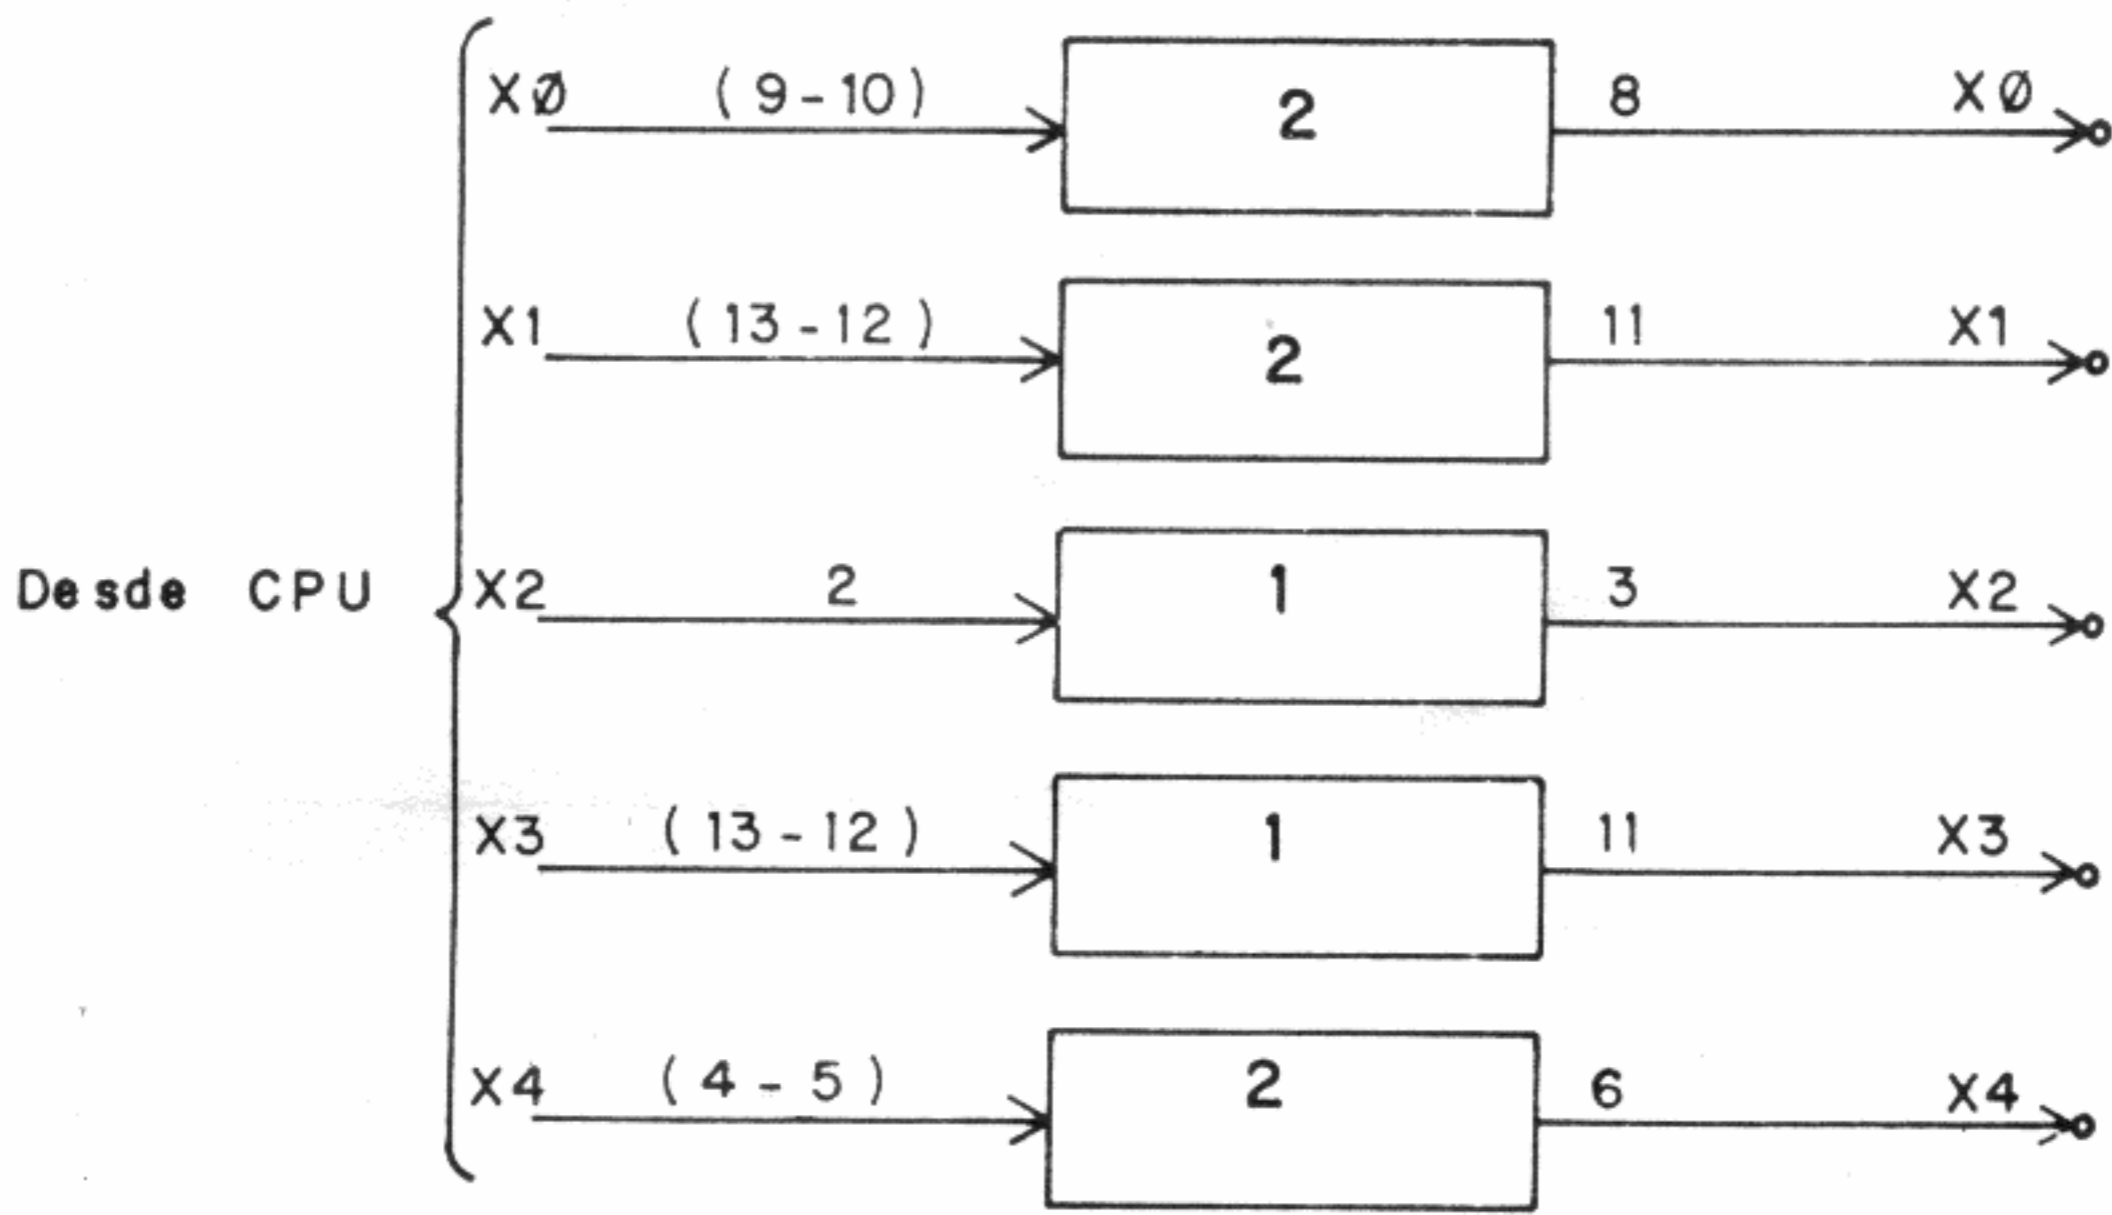 XØ (9-10) 2 8 XØ
X1 (13-12) 2 11 X1
Desde CPU X2 2 1 3 X2
X3 (13-12) 1 11 X3
X4 (4-5) 2 6 X4